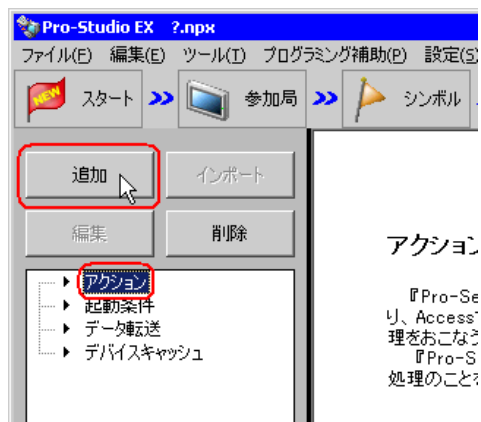 Pro-Studio EX ?.npx
ファイル(F) 編集(E) ツール(T) プログラミング補助(P) 設定(S)
NEW スタート » 参加局 » シンボル
追加 インポート
編集 削除
アクション
起動条件
データ転送
デバイスキャッシュ
アクション
『Pro-Se
り、Access
理をおこなう
『Pro-S
処理のこと